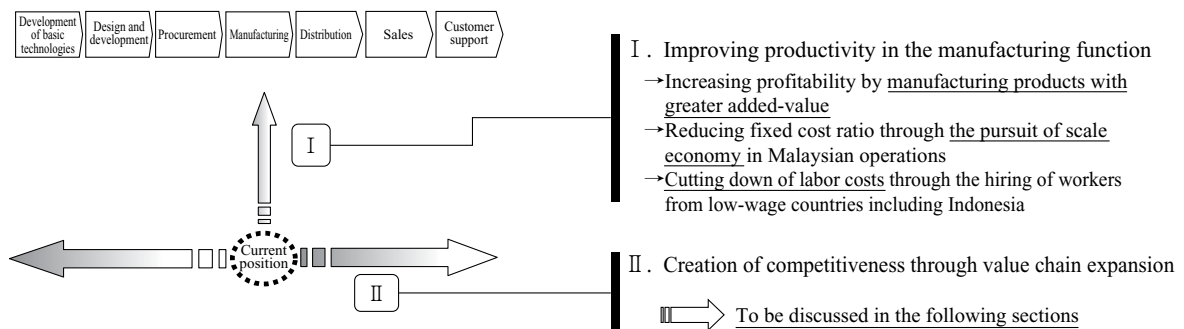 Development
of basic
technologies
Design and
development
Procurement
Manufacturing
Distribution
Sales
Customer
support
Ⅰ. Improving productivity in the manufacturing function
→Increasing profitability by manufacturing products with
greater added-value
→Reducing fixed cost ratio through the pursuit of scale
economy in Malaysian operations
→Cutting down of labor costs through the hiring of workers
from low-wage countries including Indonesia
Ⅰ
Current
position
Ⅱ
Ⅱ. Creation of competitiveness through value chain expansion
To be discussed in the following sections